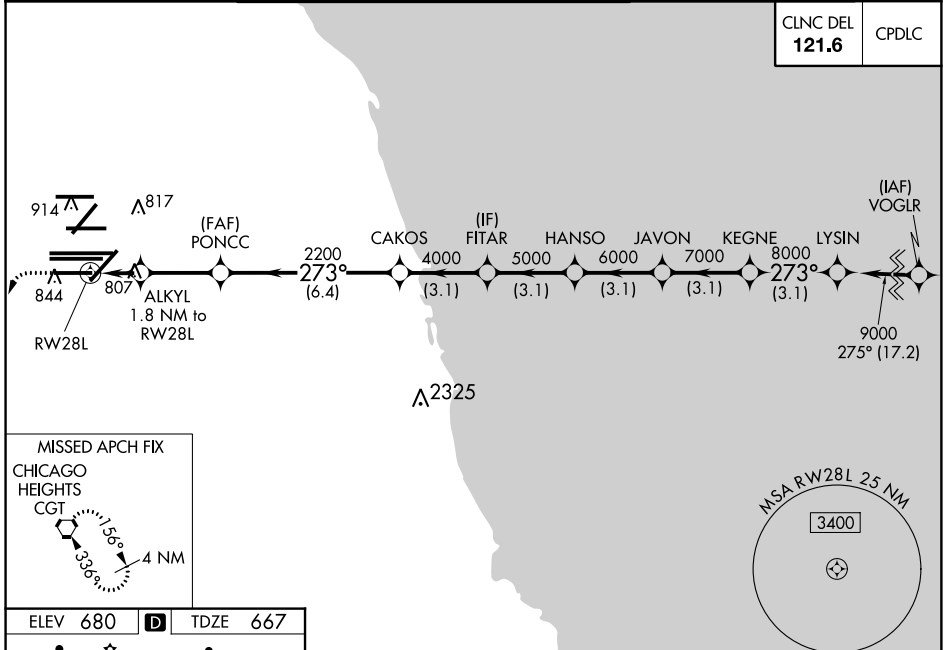 CLNC DEL
121.6
CPDLC
914
817
(FAF)
PONCC
CAKOS
(IF)
FITAR
HANSO
JAVON
KEGNE
LYSIN
(IAF)
VOGLR
2200
273°
(6.4)
4000
(3.1)
5000
(3.1)
6000
(3.1)
7000
(3.1)
8000
273°
(3.1)
9000
275° (17.2)
844
807
ALKYL
1.8 NM to
RW28L
RW28L
2325
MISSED APCH FIX
CHICAGO
HEIGHTS
CGT
156°
336°
4 NM
MSA RW28L 25 NM
3400
ELEV 680 D TDZE 667